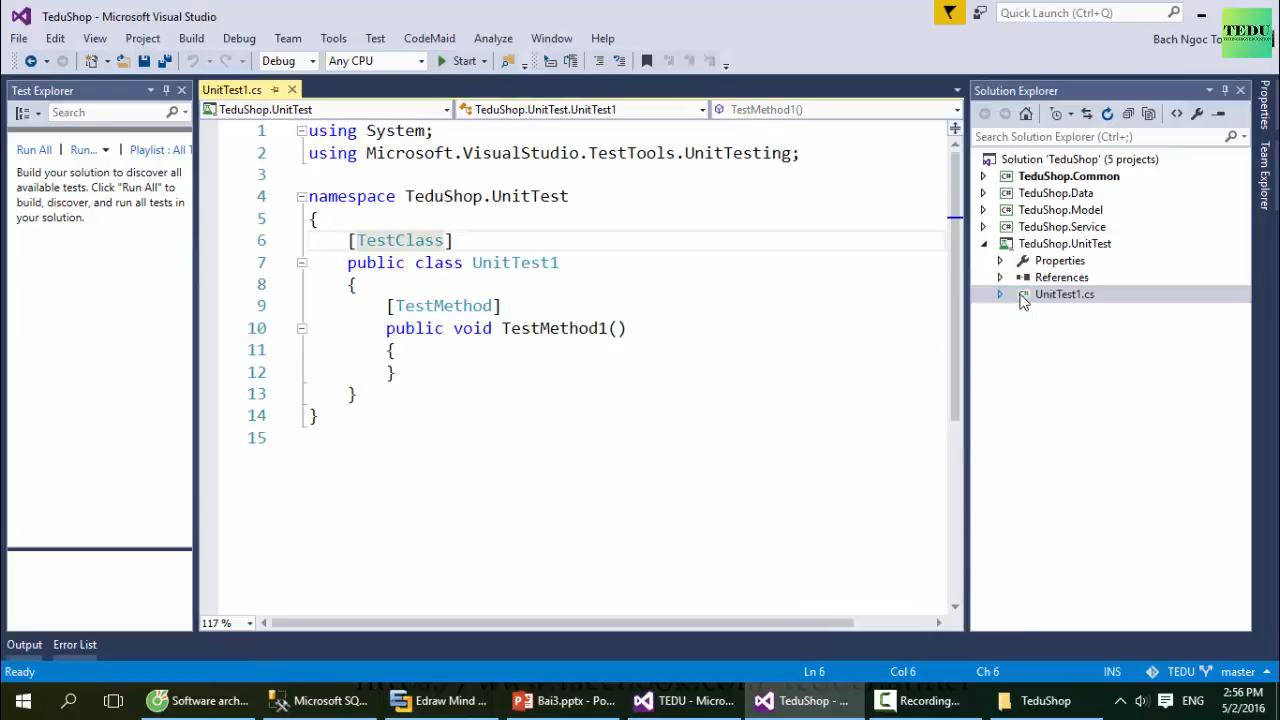 TeduShop - Microsoft Visual Studio
Quick Launch (Ctrl+Q)
File Edit View Project Build Debug Team Tools Test CodeMaid Analyze Window Help
Bach Ngoc To
TEDU
Debug Any CPU Start
Test Explorer
Search
Run All Run... Playlist : All T
Build your solution to discover all available tests. Click "Run All" to build, discover, and run all tests in your solution.
UnitTest1.cs
TeduShop.UnitTest TeduShop.UnitTest.UnitTest1 TestMethod1()
1 using System;
2 using Microsoft.VisualStudio.TestTools.UnitTesting;
3
4 namespace TeduShop.UnitTest
5 {
6 [TestClass]
7 public class UnitTest1
8 {
9 [TestMethod]
10 public void TestMethod1()
11 {
12 }
13 }
14 }
15
117 %
Solution Explorer
Search Solution Explorer (Ctrl+;)
Solution 'TeduShop' (5 projects)
TeduShop.Common
TeduShop.Data
TeduShop.Model
TeduShop.Service
TeduShop.UnitTest
Properties
References
UnitTest1.cs
Properties
Team Explorer
Output Error List
Ready Ln 6 Col 6 Ch 6 INS TEDU master
Software arch... Microsoft SQ... Edraw Mind ... Bai3.pptx - Po... TEDU - Micro... TeduShop - ... Recording... TeduShop ENG
2:56 PM
5/2/2016